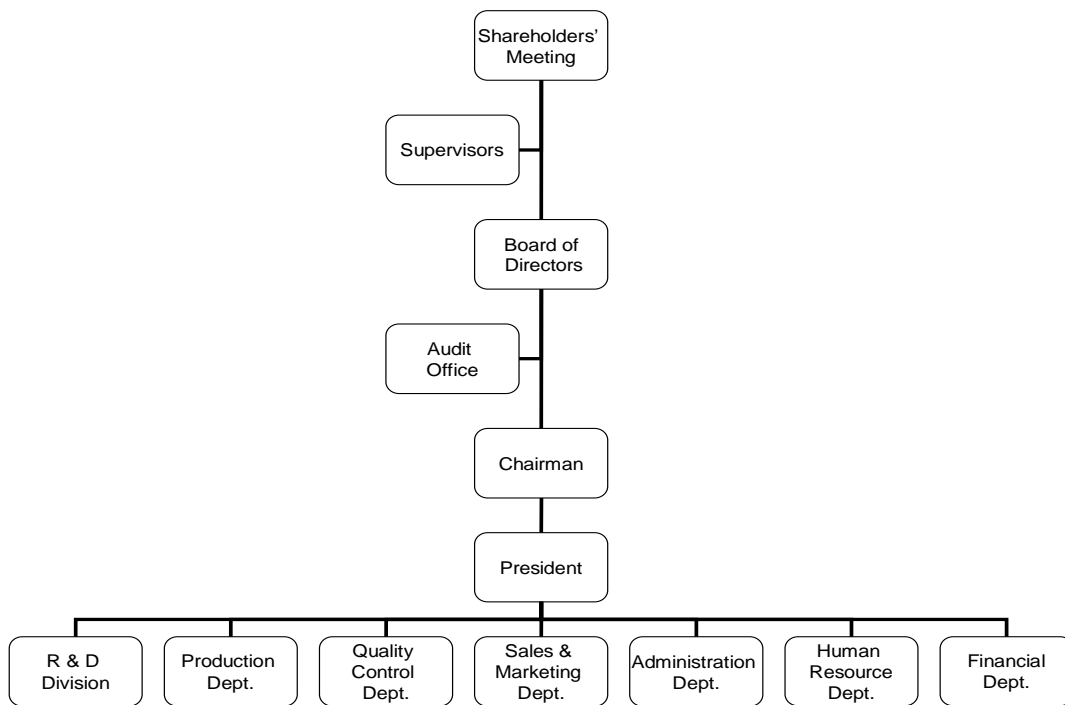 Shareholders’
Meeting
Supervisors
Board of
Directors
Audit
Office
Chairman
President
R & D
Division
Production
Dept.
Quality
Control
Dept.
Sales &
Marketing
Dept.
Administration
Dept.
Human
Resource
Dept.
Financial
Dept.